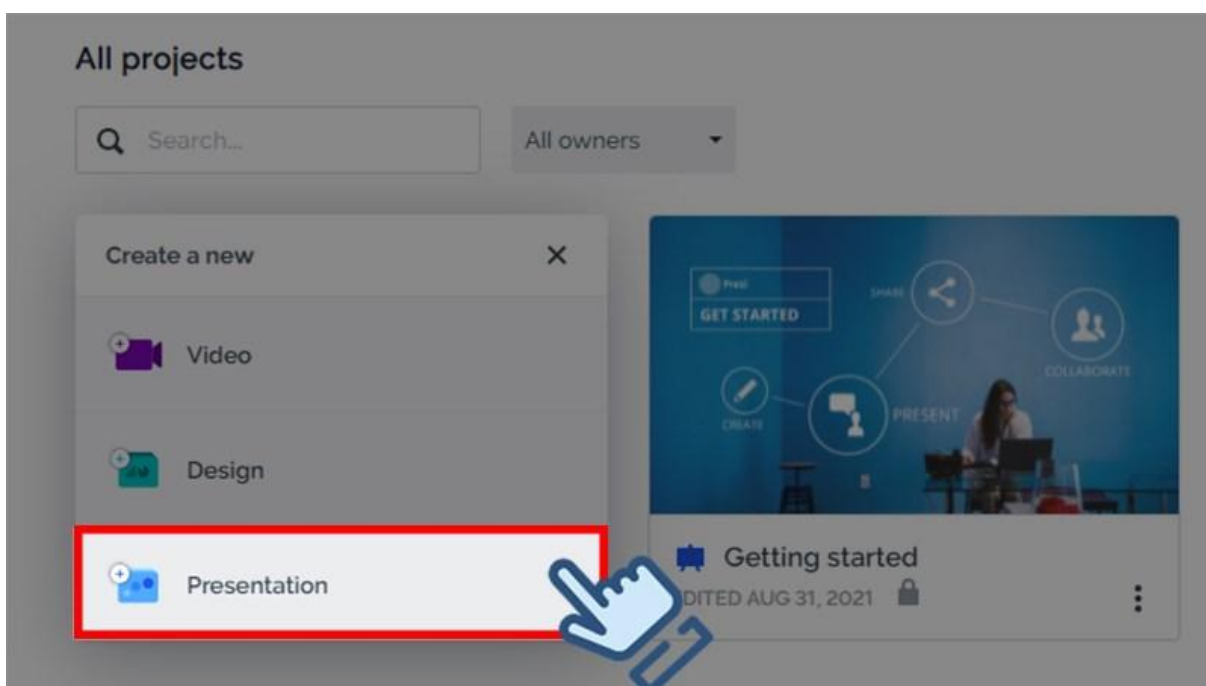 All projects
Search...
All owners
Create a new
Video
Design
Presentation
Prezi
GET STARTED
SHARE
COLLABORATE
CREATE
PRESENT
Getting started
DITED AUG 31, 2021